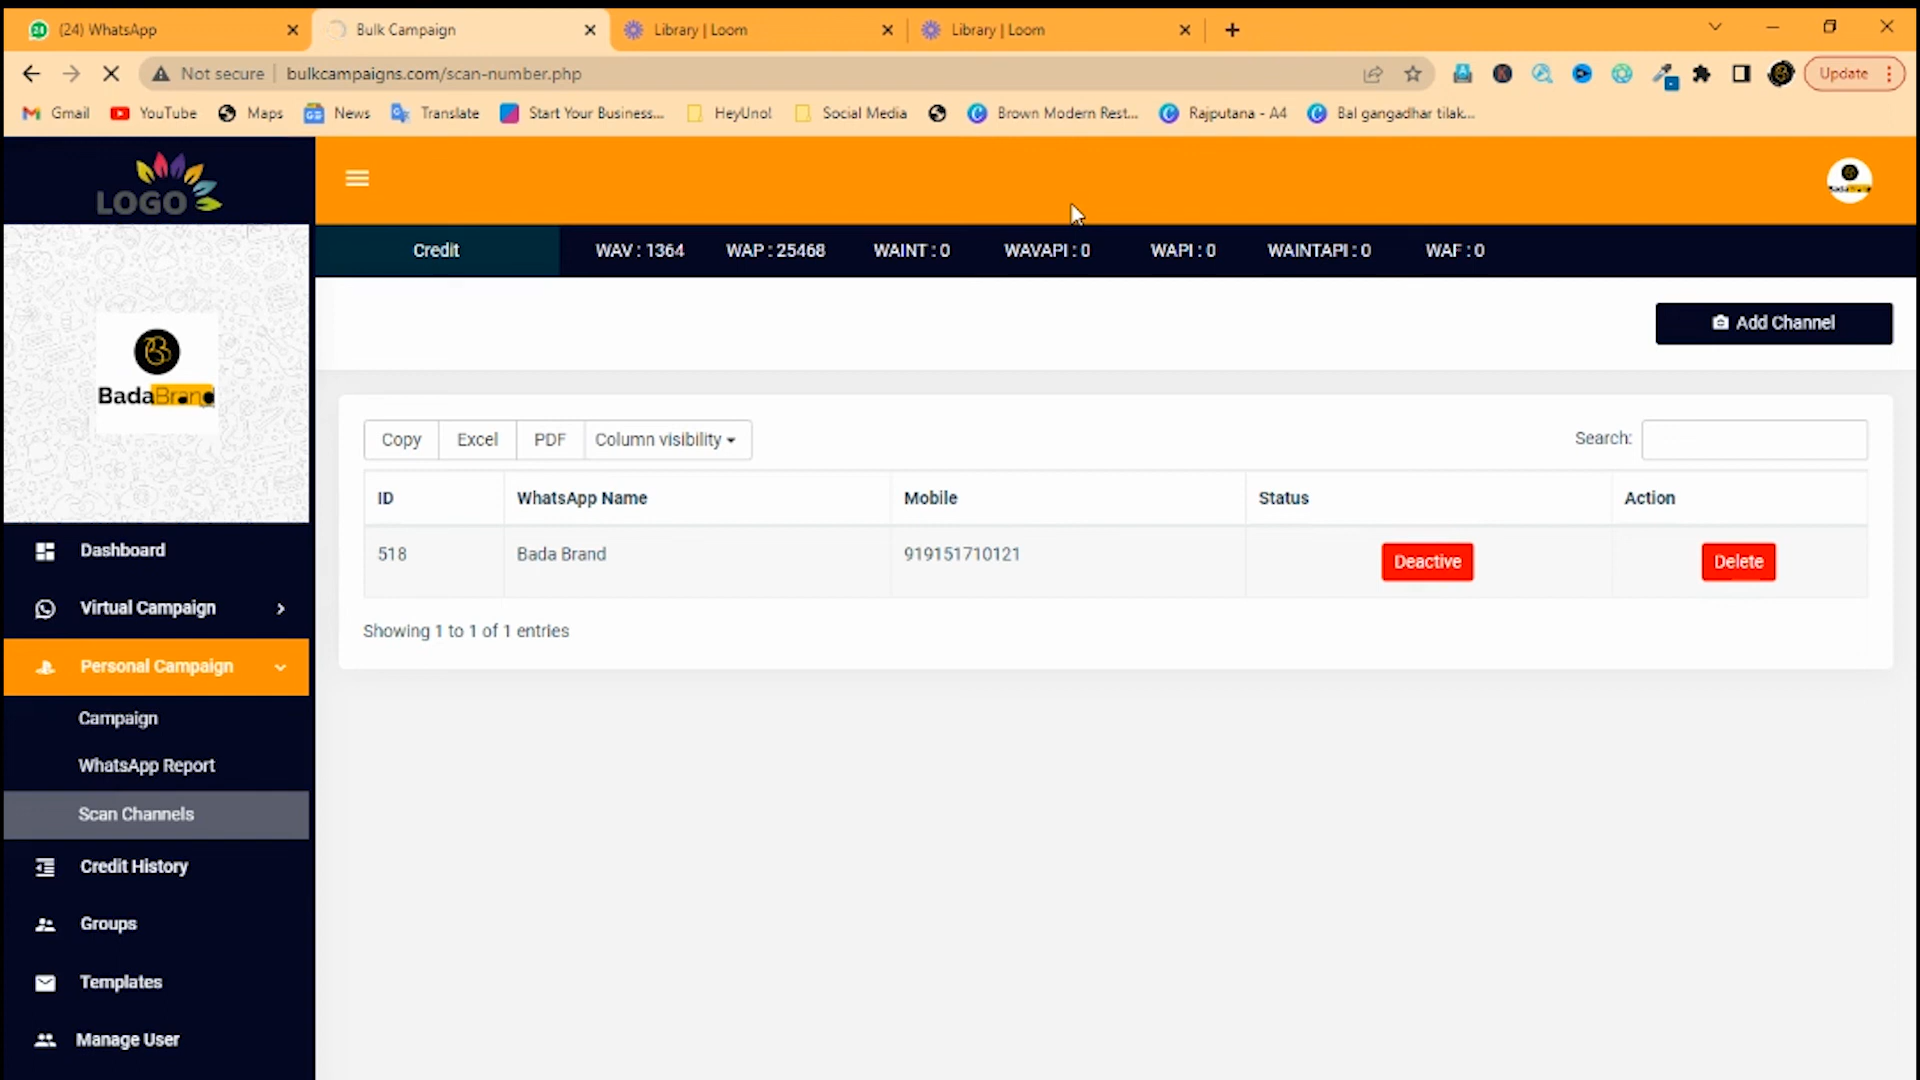 24
(24) WhatsApp
Bulk Campaign
Library | Loom
Library | Loom
Not secure
bulkcampaigns.com/scan-number.php
Update
Gmail
YouTube
Maps
News
Translate
Start Your Business...
HeyUno!
Social Media
Brown Modern Rest...
Rajputana - A4
Bal gangadhar tilak...
LOGO
Credit
WAV : 1364
WAP : 25468
WAINT : 0
WAVAPI : 0
WAPI : 0
WAINTAPI : 0
WAF : 0
Add Channel
BadaBrand
Copy
Excel
PDF
Column visibility
Search:
ID
WhatsApp Name
Mobile
Status
Action
518
Bada Brand
919151710121
Deactive
Delete
Showing 1 to 1 of 1 entries
Dashboard
Virtual Campaign
Personal Campaign
Campaign
WhatsApp Report
Scan Channels
Credit History
Groups
Templates
Manage User